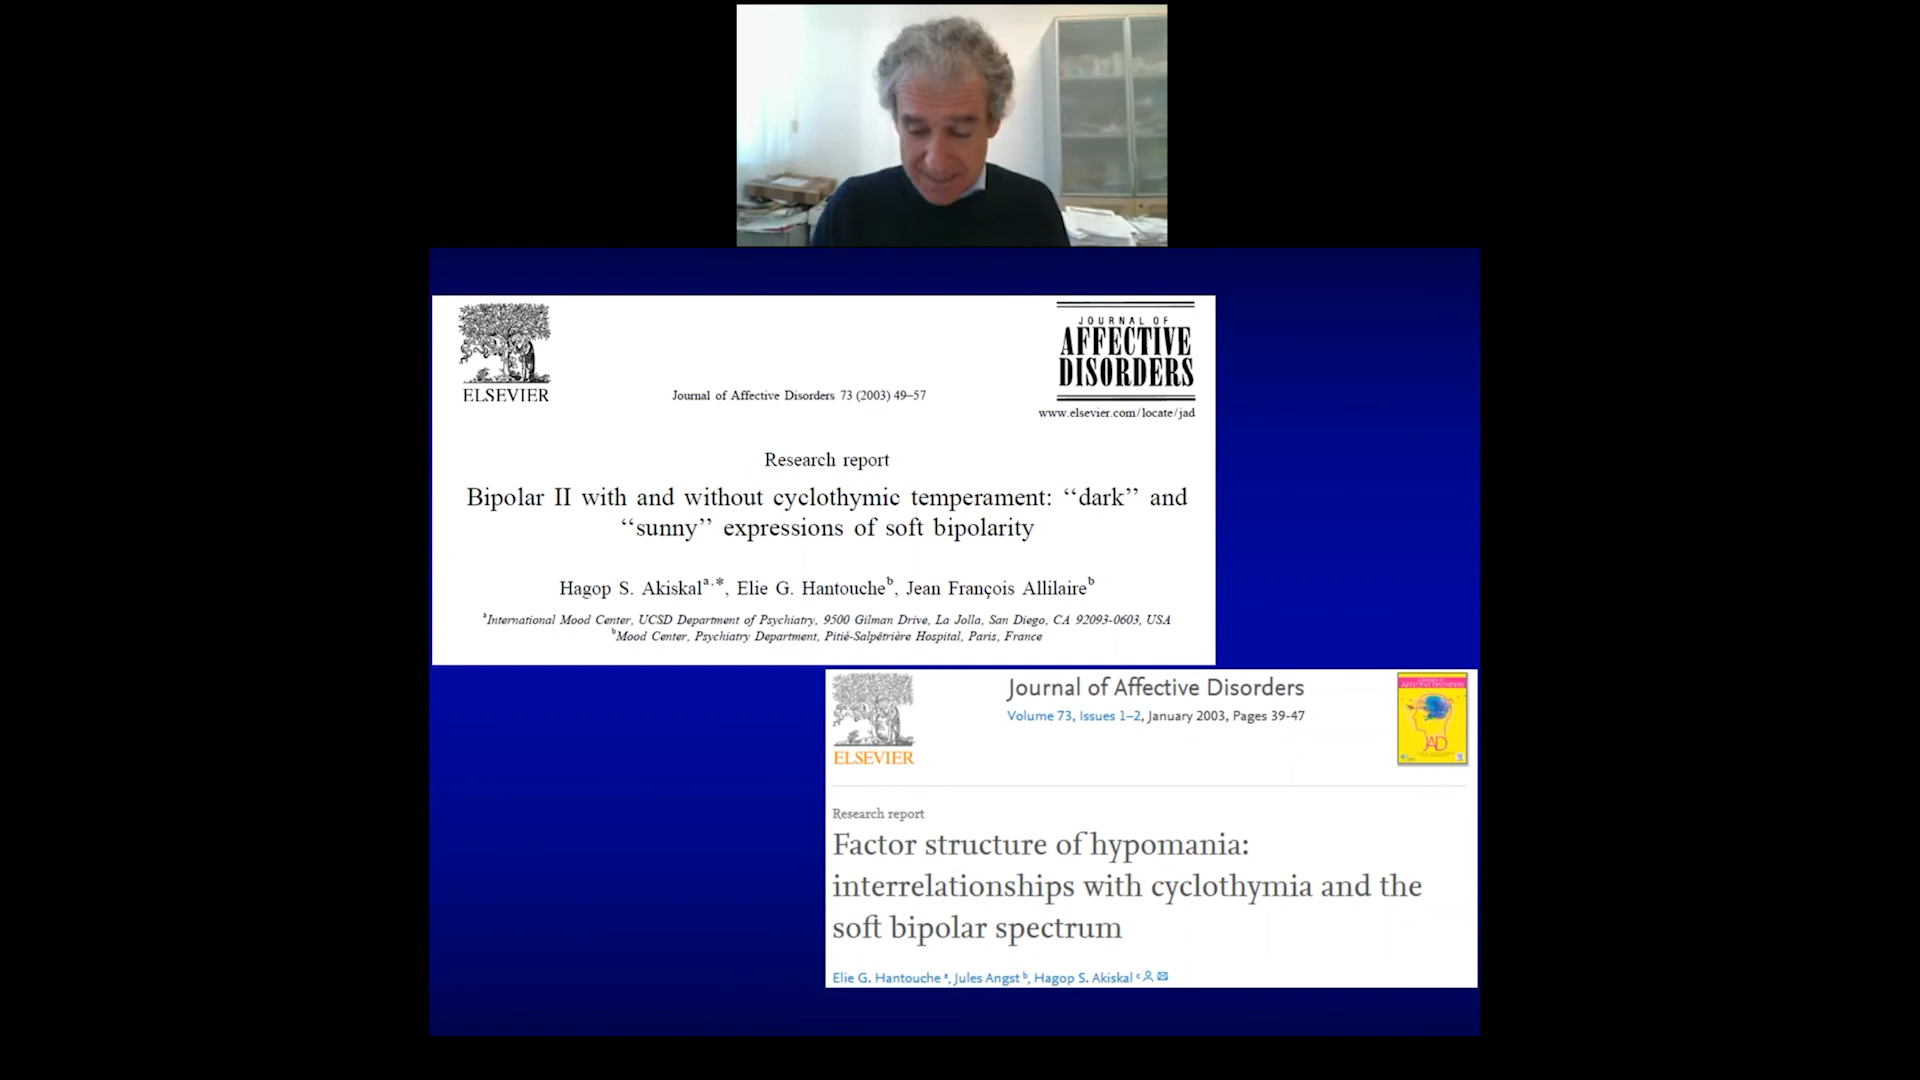 ELSEVIER
JOURNAL OF
AFFECTIVE
DISORDERS
Journal of Affective Disorders 73 (2003) 49–57
www.elsevier.com/locate/jad
Research report
Bipolar II with and without cyclothymic temperament: ‘‘dark’’ and
‘‘sunny’’ expressions of soft bipolarity
Hagop S. Akiskal a,*, Elie G. Hantouche b, Jean François Allilaire b
a International Mood Center, UCSD Department of Psychiatry, 9500 Gilman Drive, La Jolla, San Diego, CA 92093-0603, USA
b Mood Center, Psychiatry Department, Pitié-Salpêtrière Hospital, Paris, France
ELSEVIER
Journal of Affective Disorders
Volume 73, Issues 1–2, January 2003, Pages 39-47
AFFECTIVE DISORDERS
JAD
Research report
Factor structure of hypomania:
interrelationships with cyclothymia and the
soft bipolar spectrum
Elie G. Hantouche a, Jules Angst b, Hagop S. Akiskal c